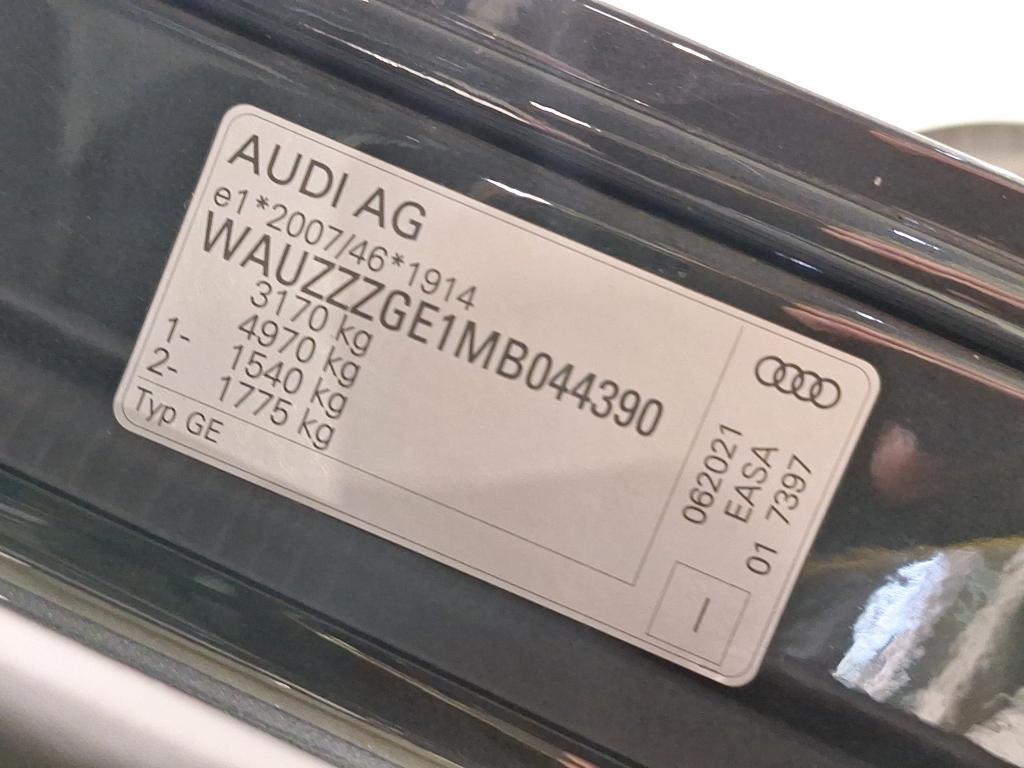 AUDI AG
e1*2007/46*1914
WAUZZZGE1MB044390
3170 kg
4970 kg
1- 1540 kg
2- 1775 kg
Typ GE
062021
EASA
01 7397